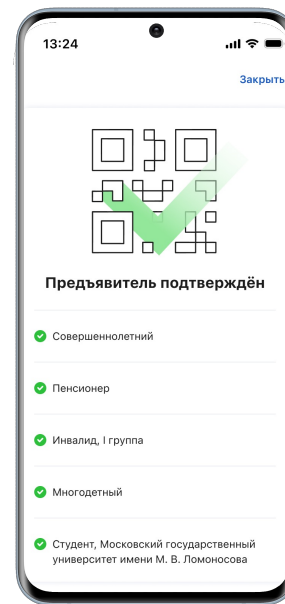 13:24
Закрыть
Предъявитель подтверждён
Совершеннолетний
Пенсионер
Инвалид, I группа
Многодетный
Студент, Московский государственный
университет имени М. В. Ломоносова